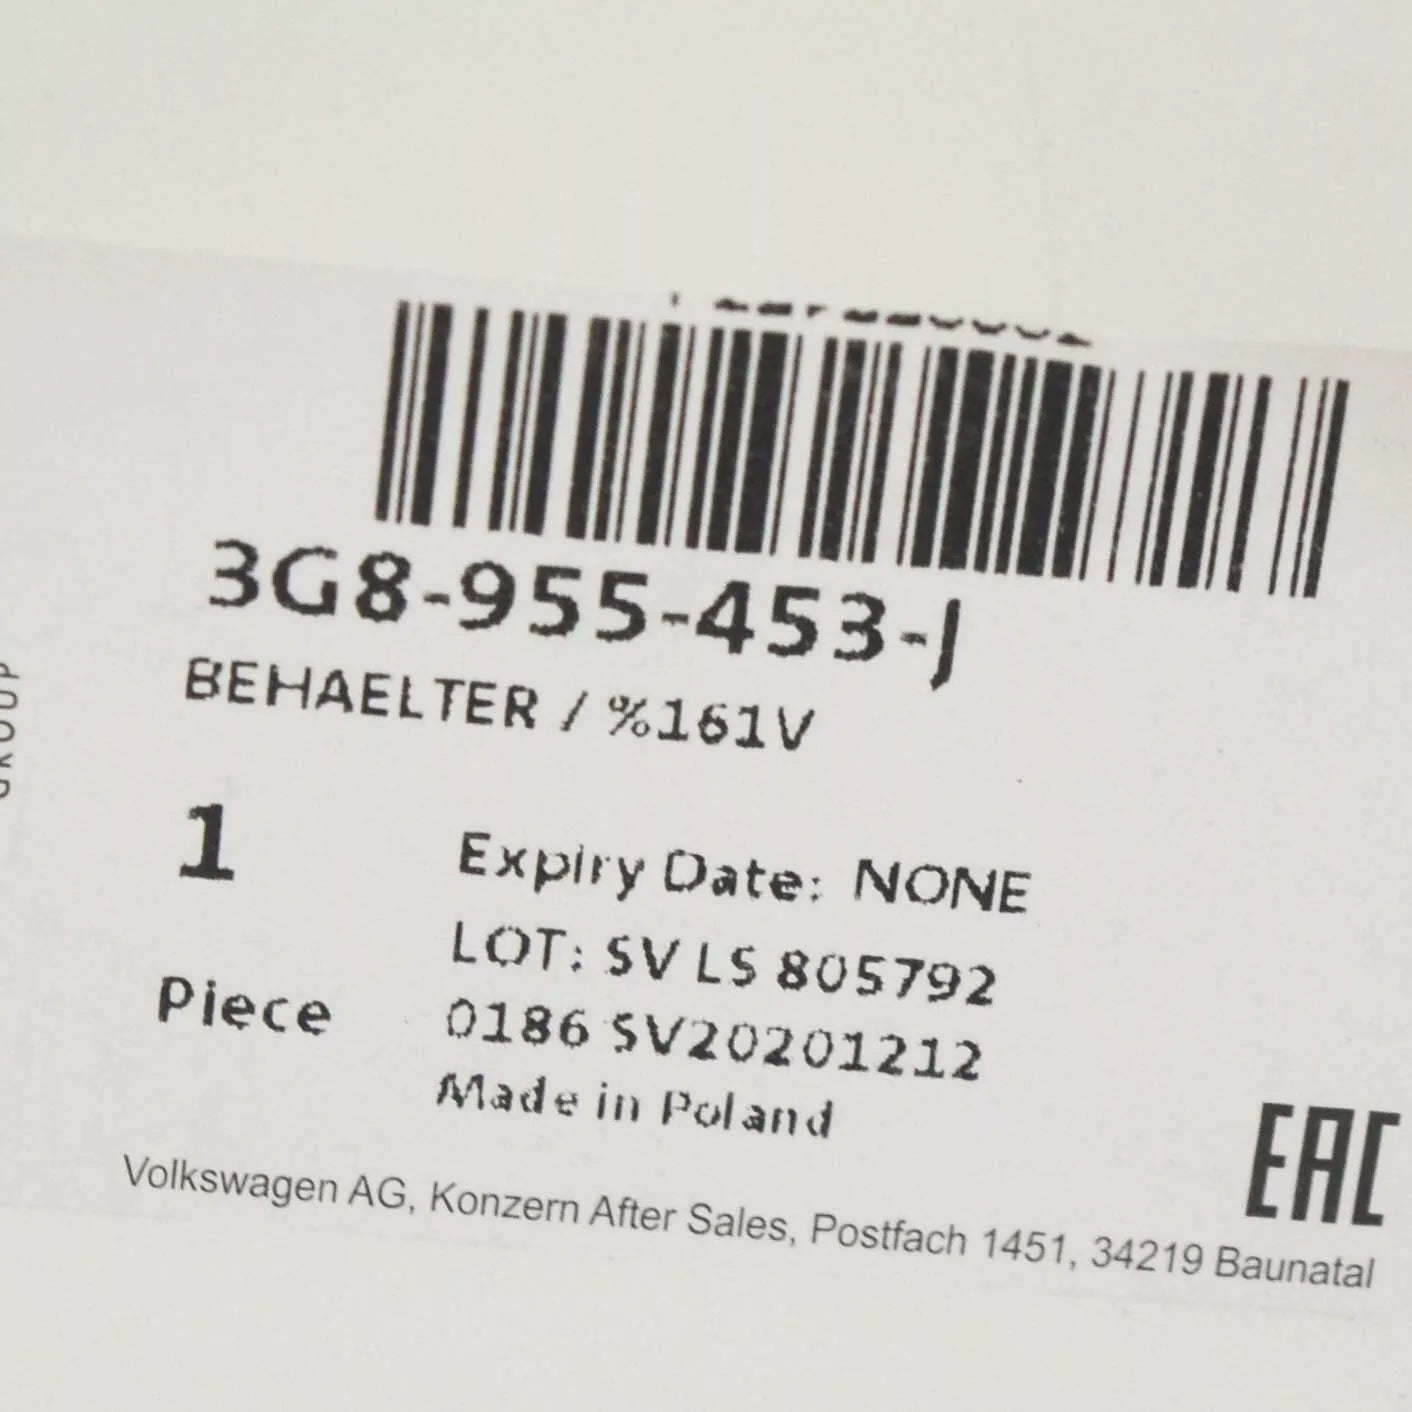 3G8-955-453-J
BEHAELTER / %161V
1
Piece
Expiry Date: NONE
LOT: SV LS 805792
0186 SV20201212
Made in Poland
EAC
Volkswagen AG, Konzern After Sales, Postfach 1451, 34219 Baunatal
GROUP